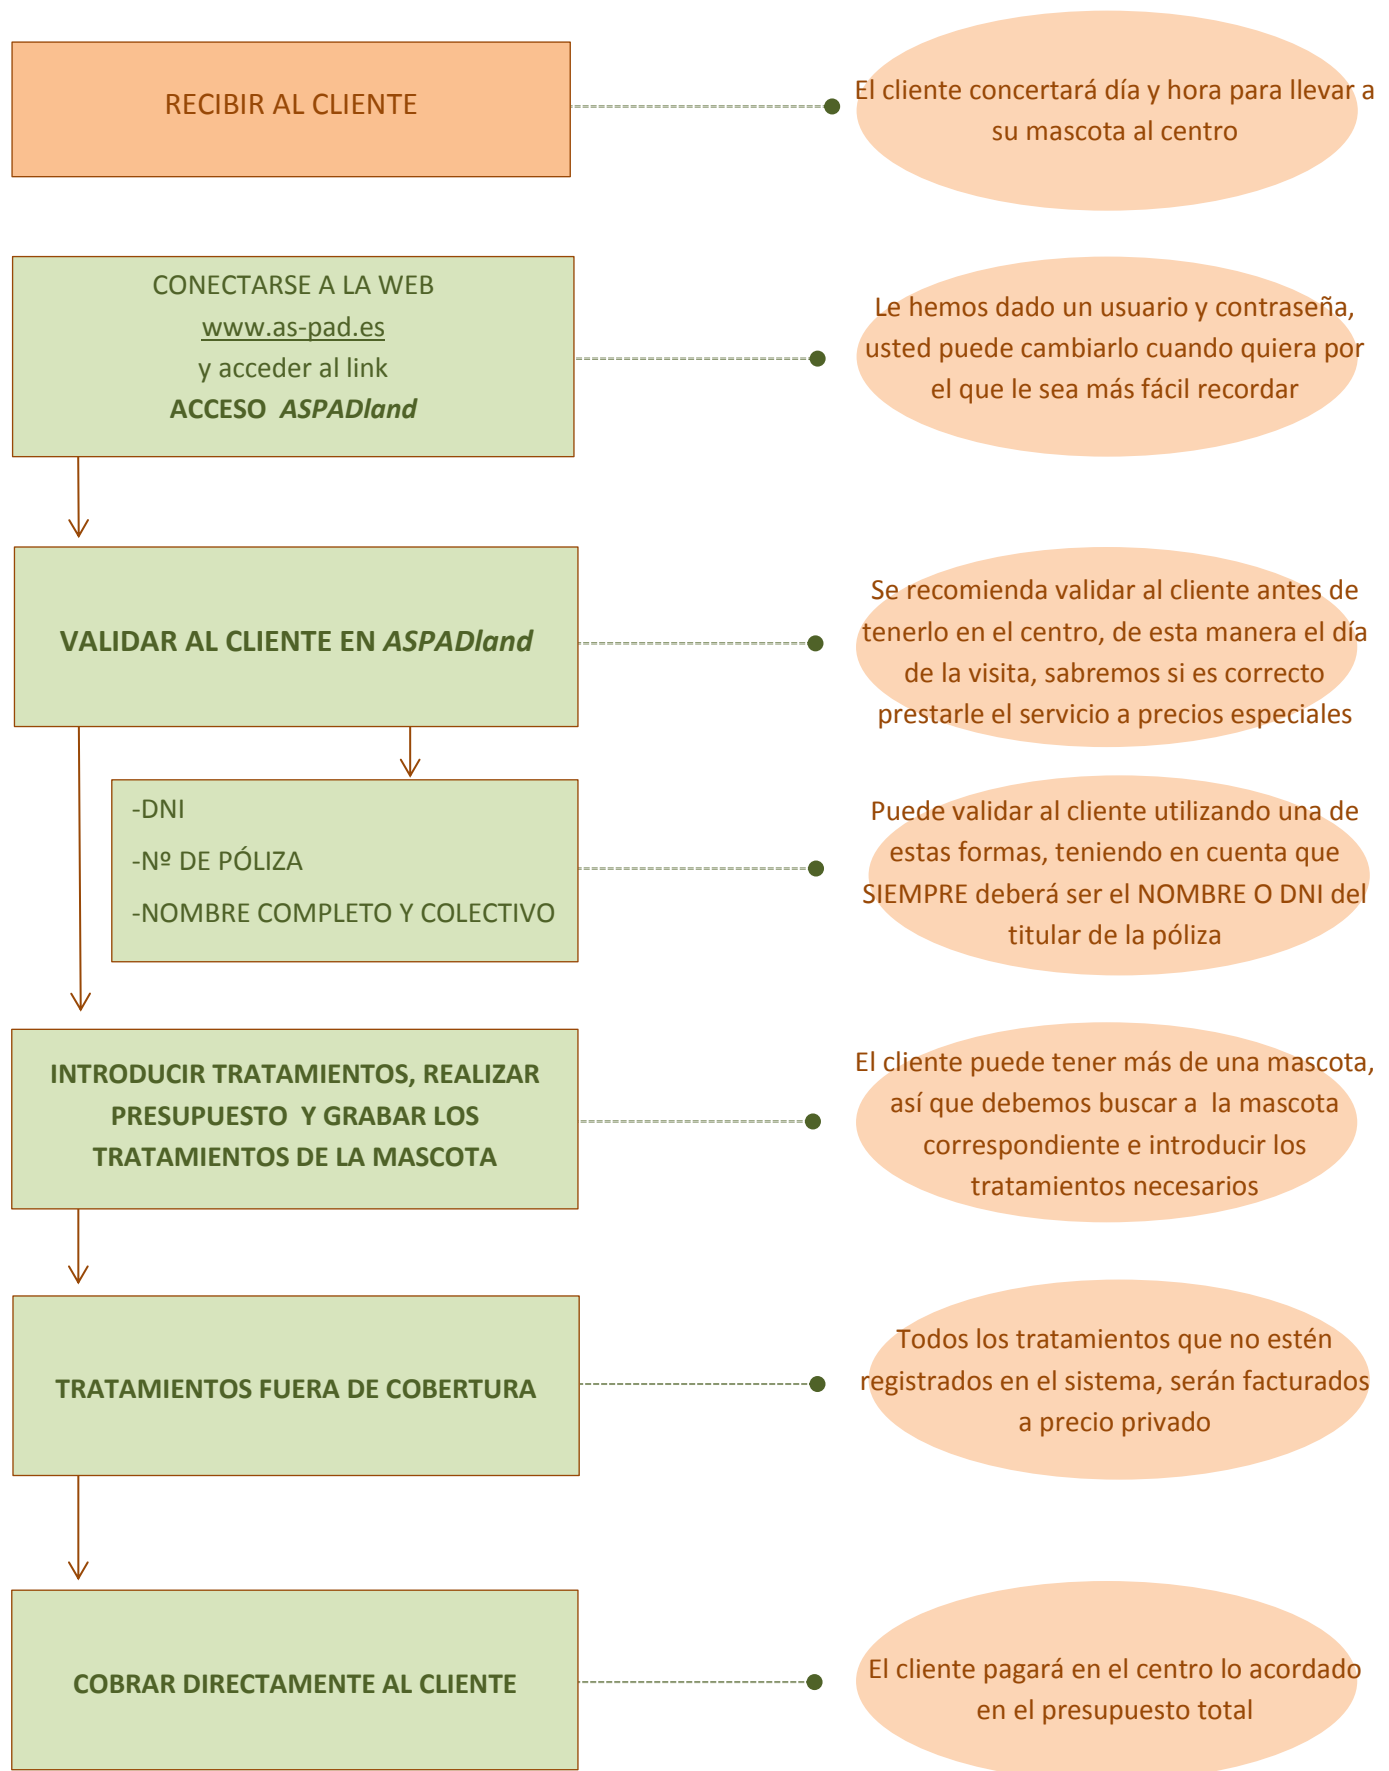 RECIBIR AL CLIENTE
El cliente concertará día y hora para llevar a
su mascota al centro
CONECTARSE A LA WEB
www.as-pad.es
y acceder al link
ACCESO ASPADland
Le hemos dado un usuario y contraseña,
usted puede cambiarlo cuando quiera por
el que le sea más fácil recordar
VALIDAR AL CLIENTE EN ASPADland
Se recomienda validar al cliente antes de
tenerlo en el centro, de esta manera el día
de la visita, sabremos si es correcto
prestarle el servicio a precios especiales
-DNI
-Nº DE PÓLIZA
-NOMBRE COMPLETO Y COLECTIVO
Puede validar al cliente utilizando una de
estas formas, teniendo en cuenta que
SIEMPRE deberá ser el NOMBRE O DNI del
titular de la póliza
INTRODUCIR TRATAMIENTOS, REALIZAR
PRESUPUESTO Y GRABAR LOS
TRATAMIENTOS DE LA MASCOTA
El cliente puede tener más de una mascota,
así que debemos buscar a la mascota
correspondiente e introducir los
tratamientos necesarios
TRATAMIENTOS FUERA DE COBERTURA
Todos los tratamientos que no estén
registrados en el sistema, serán facturados
a precio privado
COBRAR DIRECTAMENTE AL CLIENTE
El cliente pagará en el centro lo acordado
en el presupuesto total